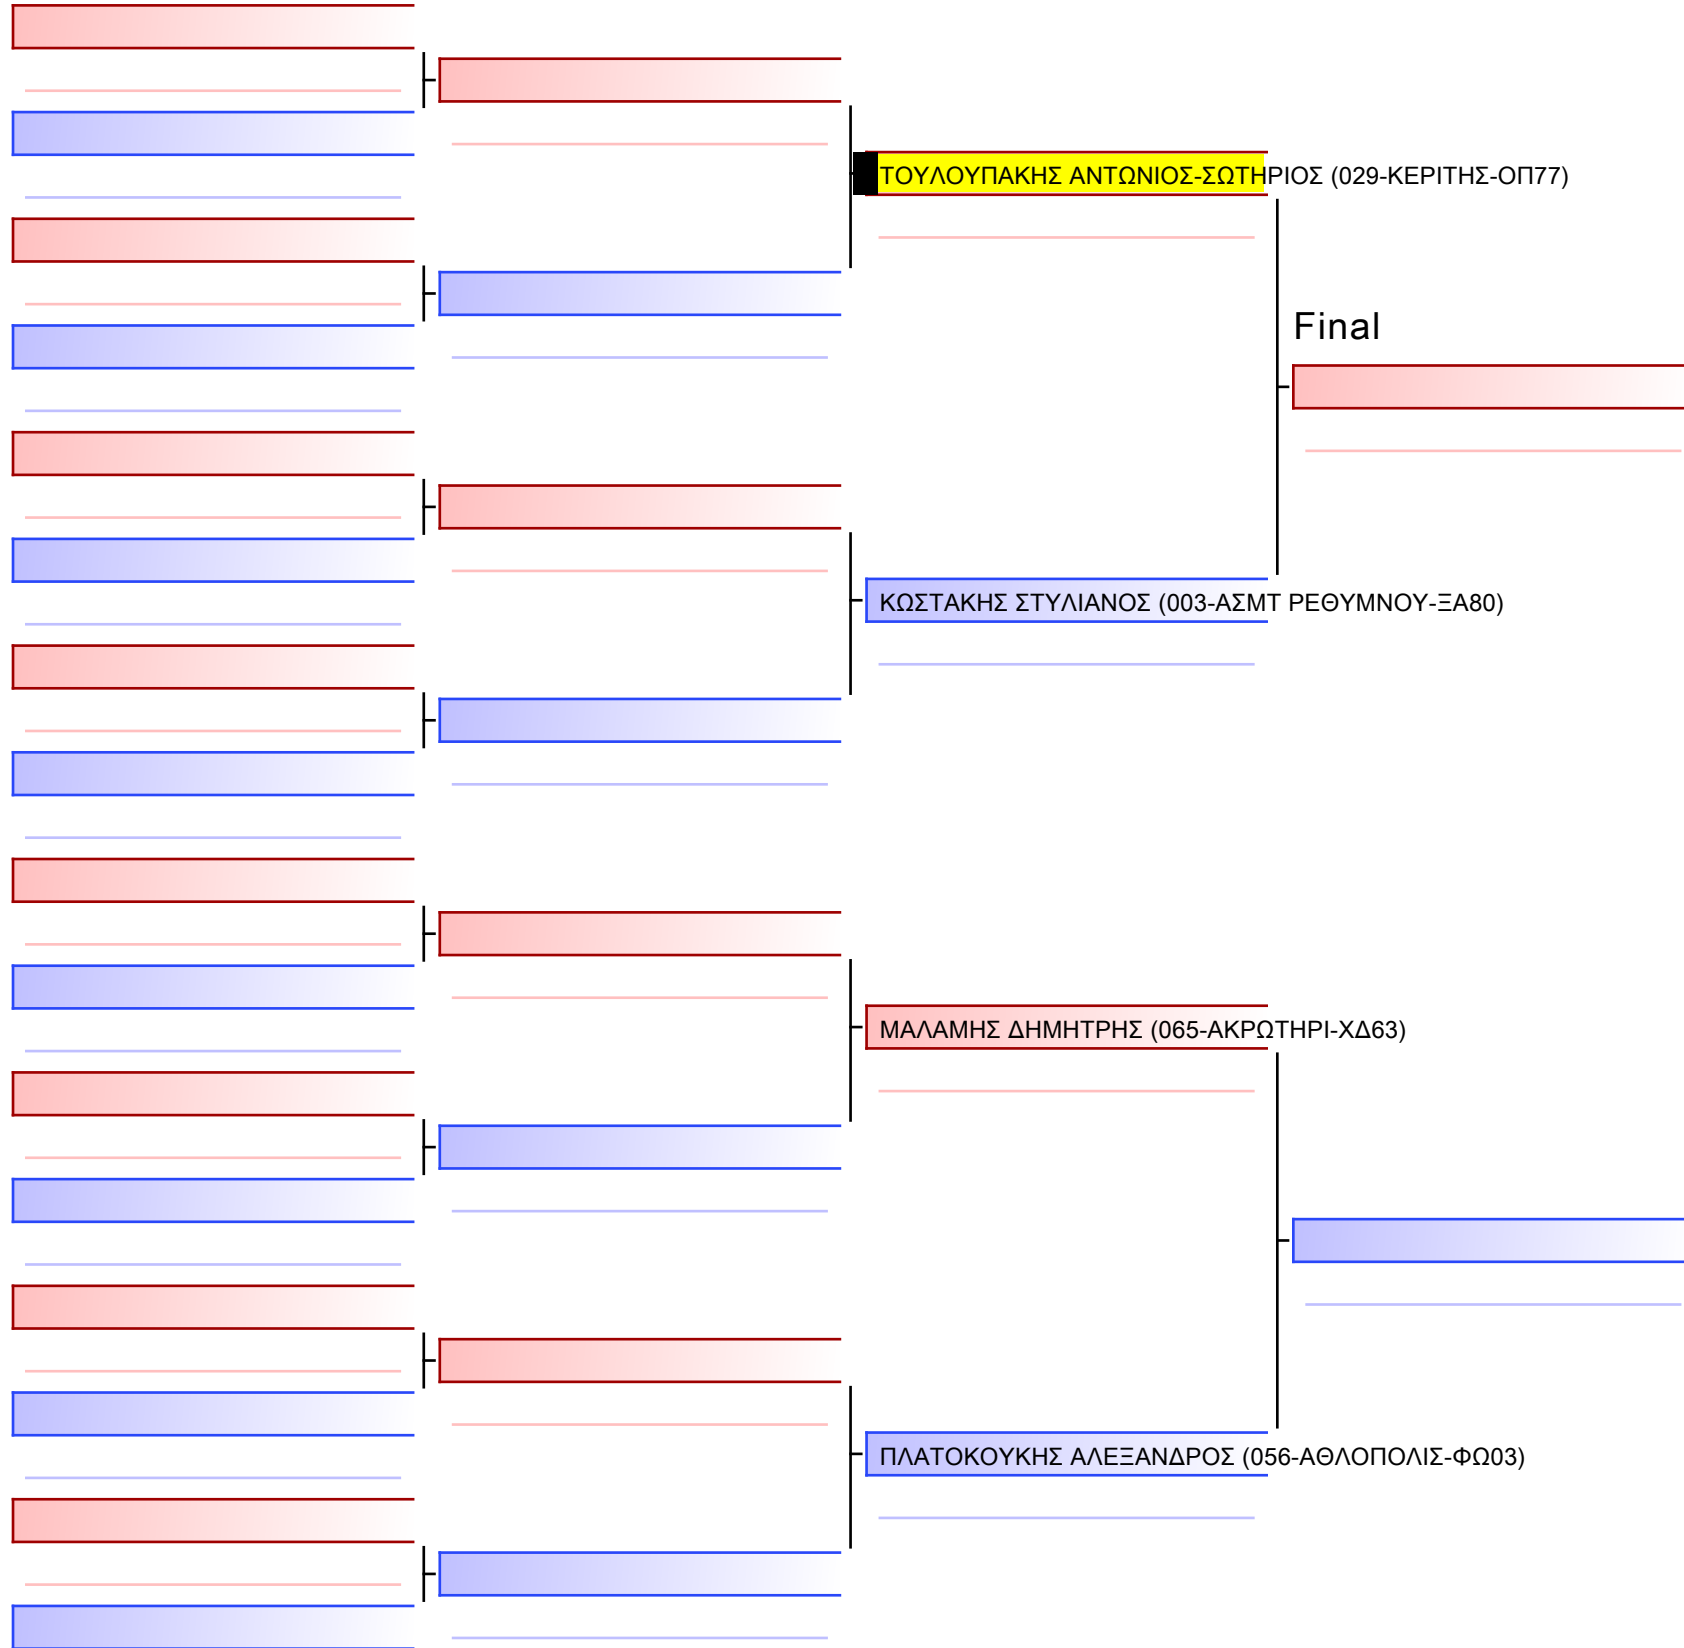 ΤΟΥΛΟΥΠΑΚΗΣ ΑΝΤΩΝΙΟΣ-ΣΩΤΗΡΙΟΣ (029-ΚΕΡΙΤΗΣ-ΟΠ77)
Final
ΚΩΣΤΑΚΗΣ ΣΤΥΛΙΑΝΟΣ (003-ΑΣΜΤ ΡΕΘΥΜΝΟΥ-ΞΑ80)
ΜΑΛΑΜΗΣ ΔΗΜΗΤΡΗΣ (065-ΑΚΡΩΤΗΡΙ-ΧΔ63)
ΠΛΑΤΟΚΟΥΚΗΣ ΑΛΕΞΑΝΔΡΟΣ (056-ΑΘΛΟΠΟΛΙΣ-ΦΩ03)